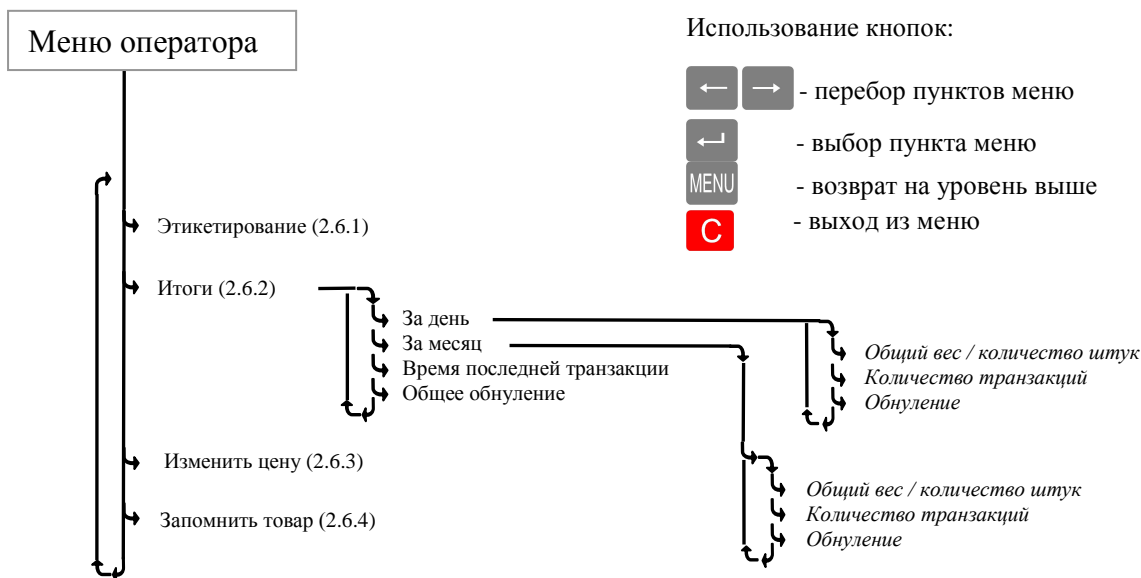 Меню оператора
Использование кнопок:
← → - перебор пунктов меню
- выбор пункта меню
MENU - возврат на уровень выше
C - выход из меню
Этикетирование (2.6.1)
Итоги (2.6.2)
За день
За месяц
Время последней транзакции
Общее обнуление
Общий вес / количество штук
Количество транзакций
Обнуление
Изменить цену (2.6.3)
Запомнить товар (2.6.4)
Общий вес / количество штук
Количество транзакций
Обнуление